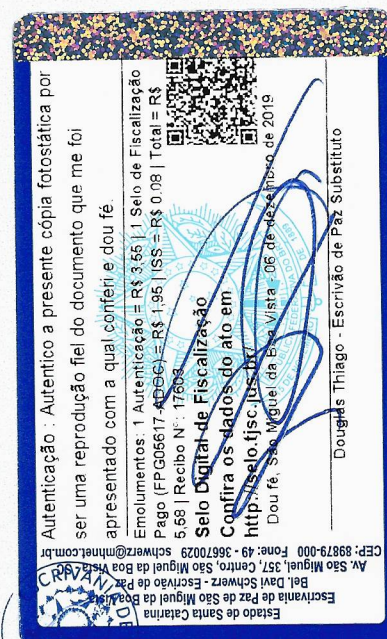 Autenticação : Autentico a presente cópia fotostática por
ser uma reprodução fiel do documento que me foi
apresentado com a qual conferi e dou fé.
Emolumentos: 1 Autenticação = R$ 3,55 | 1 Selo de Fiscalização
Pago (FPG05617-ADOC) = R$ 1,95 | ISS = R$ 0,08 | Total = R$
5,58 | Recibo Nº: 17603
Selo Digital de Fiscalização
Confira os dados do ato em
http://selo.tjsc.jus.br/
Dou fé, São Miguel da Boa Vista - 06 de dezembro de 2019
Douglas Thiago - Escrivão de Paz Substituto
Estado de Santa Catarina
Escrivania de Paz de São Miguel da Boa Vista
Bel. Davi Schwerz - Escrivão de Paz
Av. São Miguel, 357, Centro, São Miguel da Boa Vista - SC
CEP: 89879-000 Fone: 49 - 36670029 schwerz@mhnet.com.br